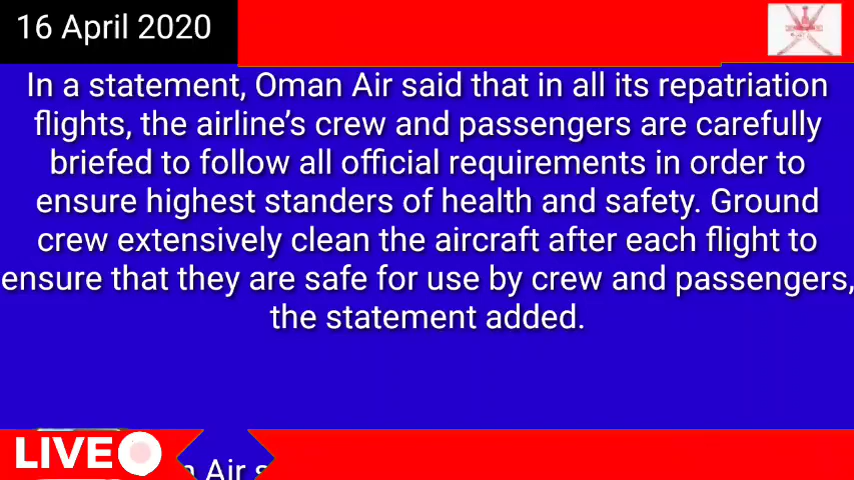 16 April 2020
In a statement, Oman Air said that in all its repatriation
flights, the airline’s crew and passengers are carefully
briefed to follow all official requirements in order to
ensure highest standers of health and safety. Ground
crew extensively clean the aircraft after each flight to
ensure that they are safe for use by crew and passengers,
the statement added.
LIVE
Air